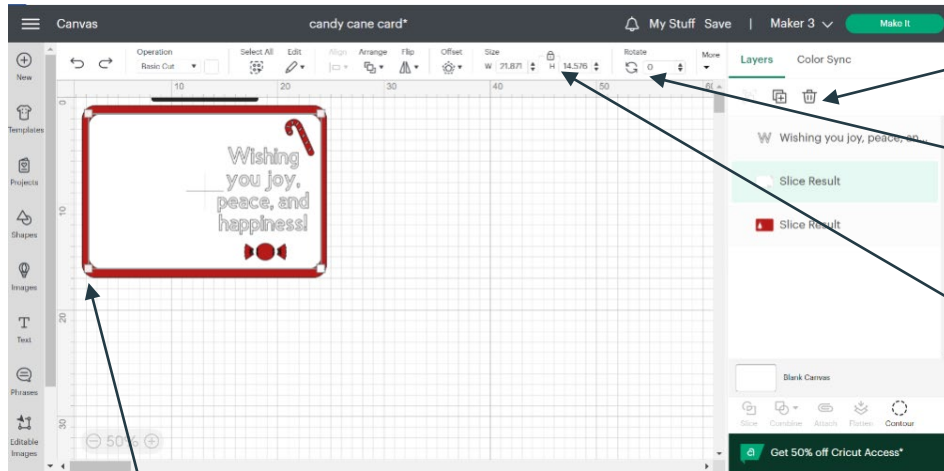 Canvas
candy cane card*
My Stuff Save | Maker 3
Make It
New
Operation
Basic Cut
Select All
Edit
Align
Arrange
Flip
Offset
Size
W 21.871
H 14.576
Rotate
0
More
Layers
Color Sync
10
20
30
40
50
0
Templates
Wishing you joy, peace, an...
Projects
Slice Result
Wishing
you joy,
peace, and
happiness!
Shapes
10
Slice Result
Images
Text
20
Phrases
Blank Canvas
Editable
Images
30
50%
Slice
Combine
Attach
Flatten
Contour
a
Get 50% off Cricut Access*